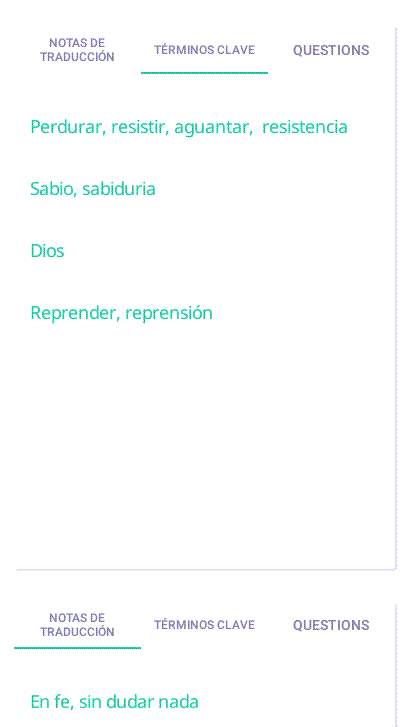 NOTAS DE
TRADUCCIÓN
TÉRMINOS CLAVE
QUESTIONS
Perdurar, resistir, aguantar,  resistencia
Sabio, sabiduria
Dios
Reprender, reprensión
NOTAS DE
TRADUCCIÓN
TÉRMINOS CLAVE
QUESTIONS
En fe, sin dudar nada